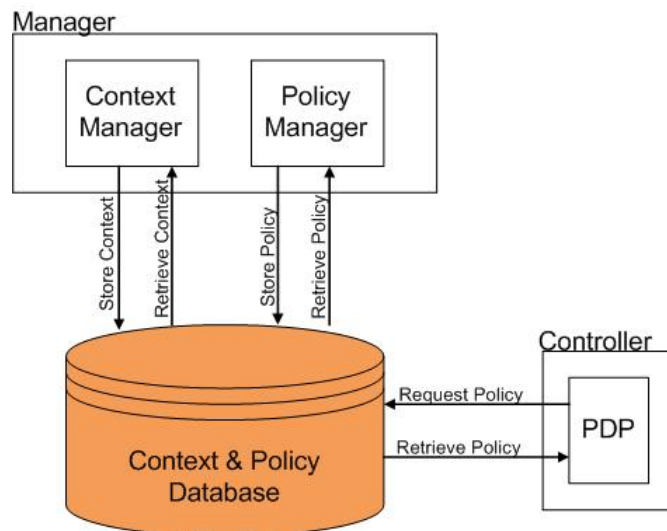 Manager
Context
Manager
Policy
Manager
Store Context
Retrieve Context
Store Policy
Retrieve Policy
Controller
Request Policy
PDP
Retrieve Policy
Context & Policy
Database